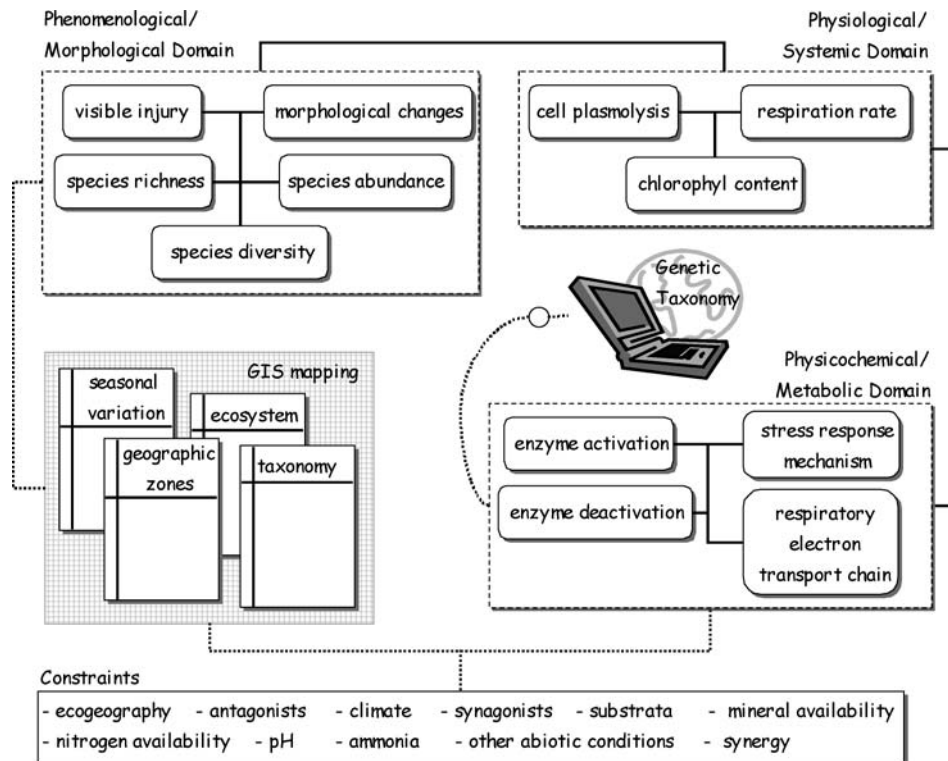 Phenomenological/
Morphological Domain
visible injury
morphological changes
species richness
species abundance
species diversity
Physiological/
Systemic Domain
cell plasmolysis
respiration rate
chlorophyl content
Genetic
Taxonomy
GIS mapping
seasonal
variation
ecosystem
geographic
zones
taxonomy
Physicochemical/
Metabolic Domain
enzyme activation
stress response
mechanism
enzyme deactivation
respiratory
electron
transport chain
Constraints
- ecogeography - antagonists - climate - synagonists - substrata - mineral availability
- nitrogen availability - pH - ammonia - other abiotic conditions - synergy